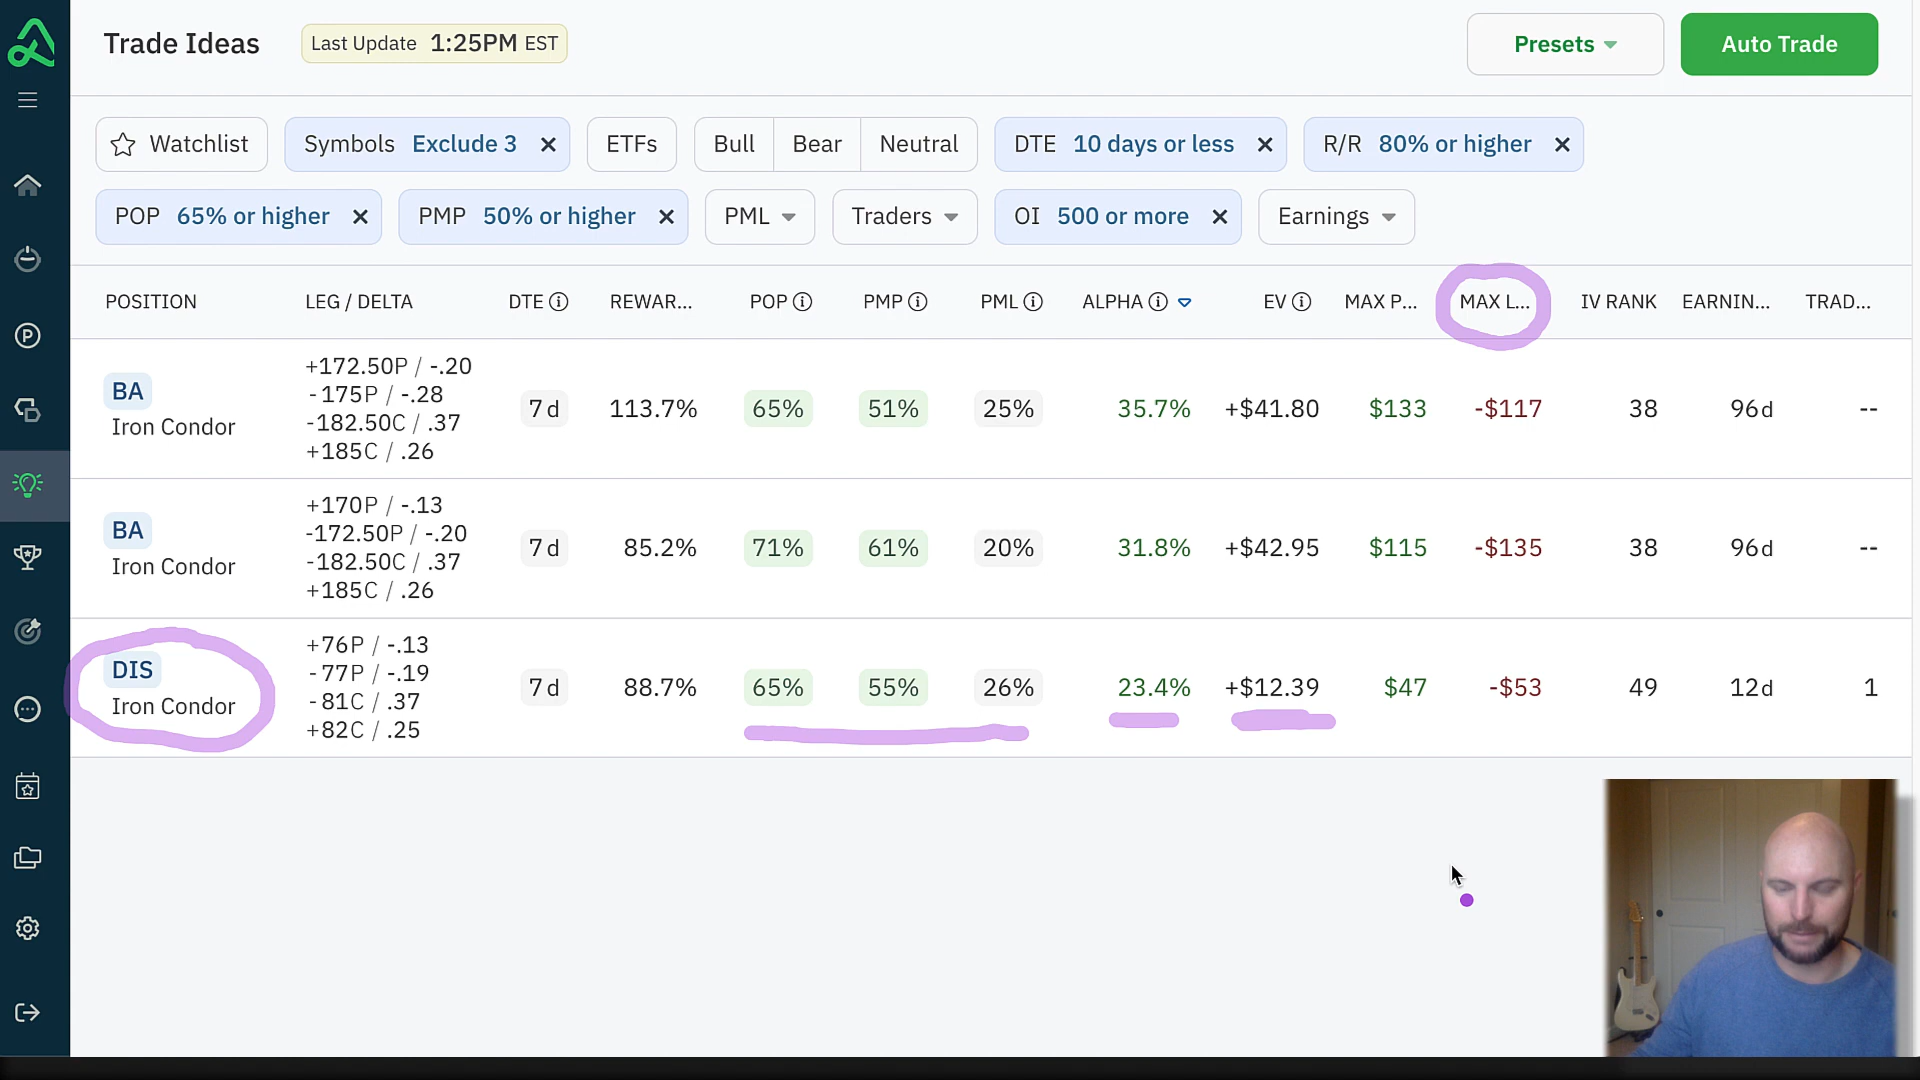 Trade Ideas
Last Update 1:25PM EST
Presets
Auto Trade
Watchlist
Symbols Exclude 3
ETFs
Bull Bear Neutral
DTE 10 days or less
R/R 80% or higher
POP 65% or higher
PMP 50% or higher
PML
Traders
OI 500 or more
Earnings
POSITION LEG / DELTA DTE REWAR... POP PMP PML ALPHA EV MAX P... MAX L... IV RANK EARNIN... TRAD...
BA
Iron Condor
+172.50P / -.20
-175P / -.28
-182.50C / .37
+185C / .26
7d 113.7% 65% 51% 25% 35.7% +$41.80 $133 -$117 38 96d --
BA
Iron Condor
+170P / -.13
-172.50P / -.20
-182.50C / .37
+185C / .26
7d 85.2% 71% 61% 20% 31.8% +$42.95 $115 -$135 38 96d --
DIS
Iron Condor
+76P / -.13
-77P / -.19
-81C / .37
+82C / .25
7d 88.7% 65% 55% 26% 23.4% +$12.39 $47 -$53 49 12d 1